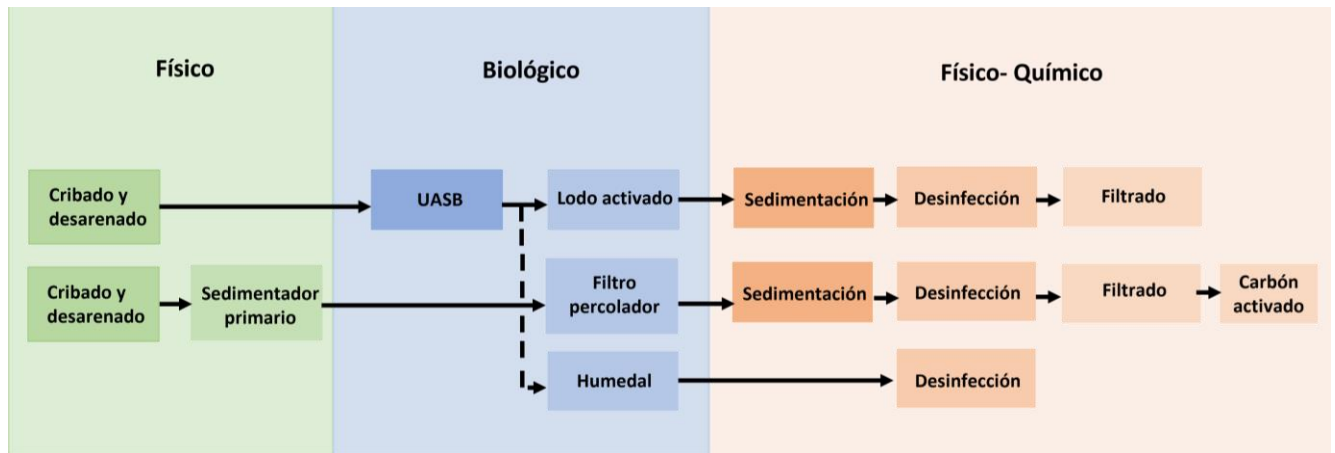 Físico
Biológico
Físico- Químico
Cribado y
desarenado
UASB
Lodo activado
Sedimentación
Desinfección
Filtrado
Cribado y
desarenado
Sedimentador
primario
Filtro
percolador
Sedimentación
Desinfección
Filtrado
Carbón
activado
Humedal
Desinfección